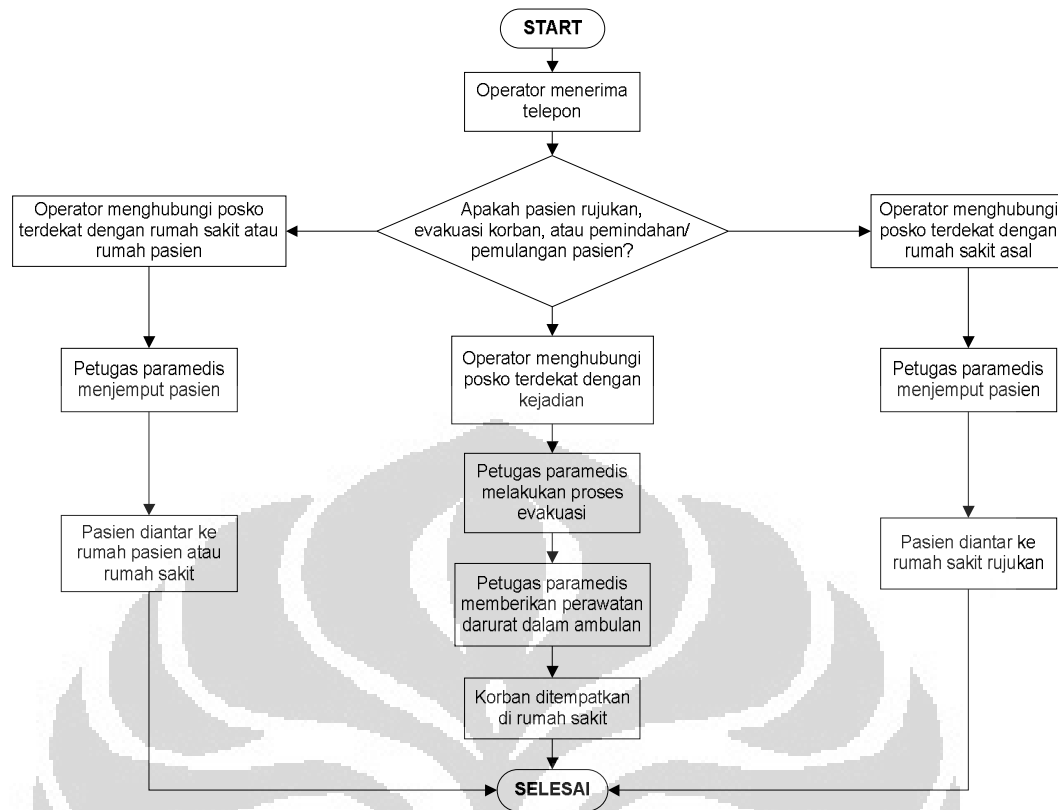 START
Operator menerima
telepon
Apakah pasien rujukan,
evakuasi korban, atau pemindahan/
pemulangan pasien?
Operator menghubungi posko
terdekat dengan rumah sakit atau
rumah pasien
Petugas paramedis
menjemput pasien
Pasien diantar ke
rumah pasien atau
rumah sakit
Operator menghubungi
posko terdekat dengan
kejadian
Petugas paramedis
melakukan proses
evakuasi
Petugas paramedis
memberikan perawatan
darurat dalam ambulan
Korban ditempatkan
di rumah sakit
Operator menghubungi
posko terdekat dengan
rumah sakit asal
Petugas paramedis
menjemput pasien
Pasien diantar ke
rumah sakit rujukan
SELESAI